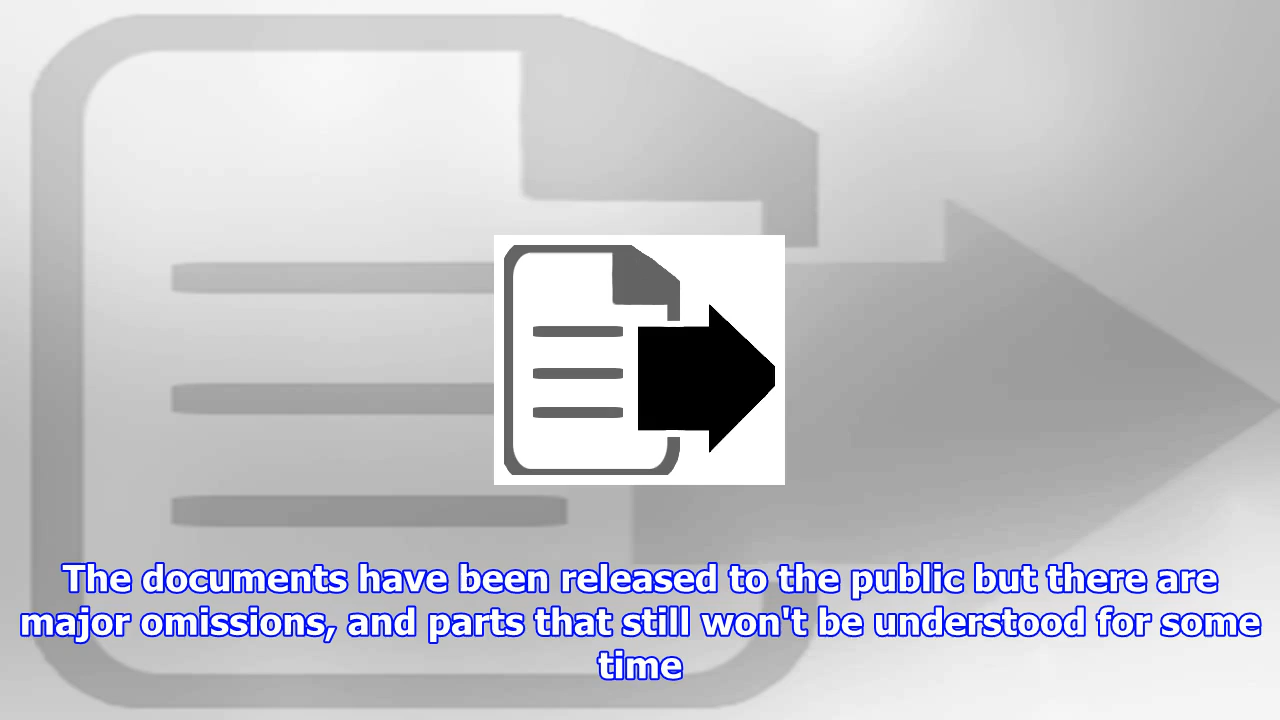 The documents have been released to the public but there are
major omissions, and parts that still won't be understood for some
time